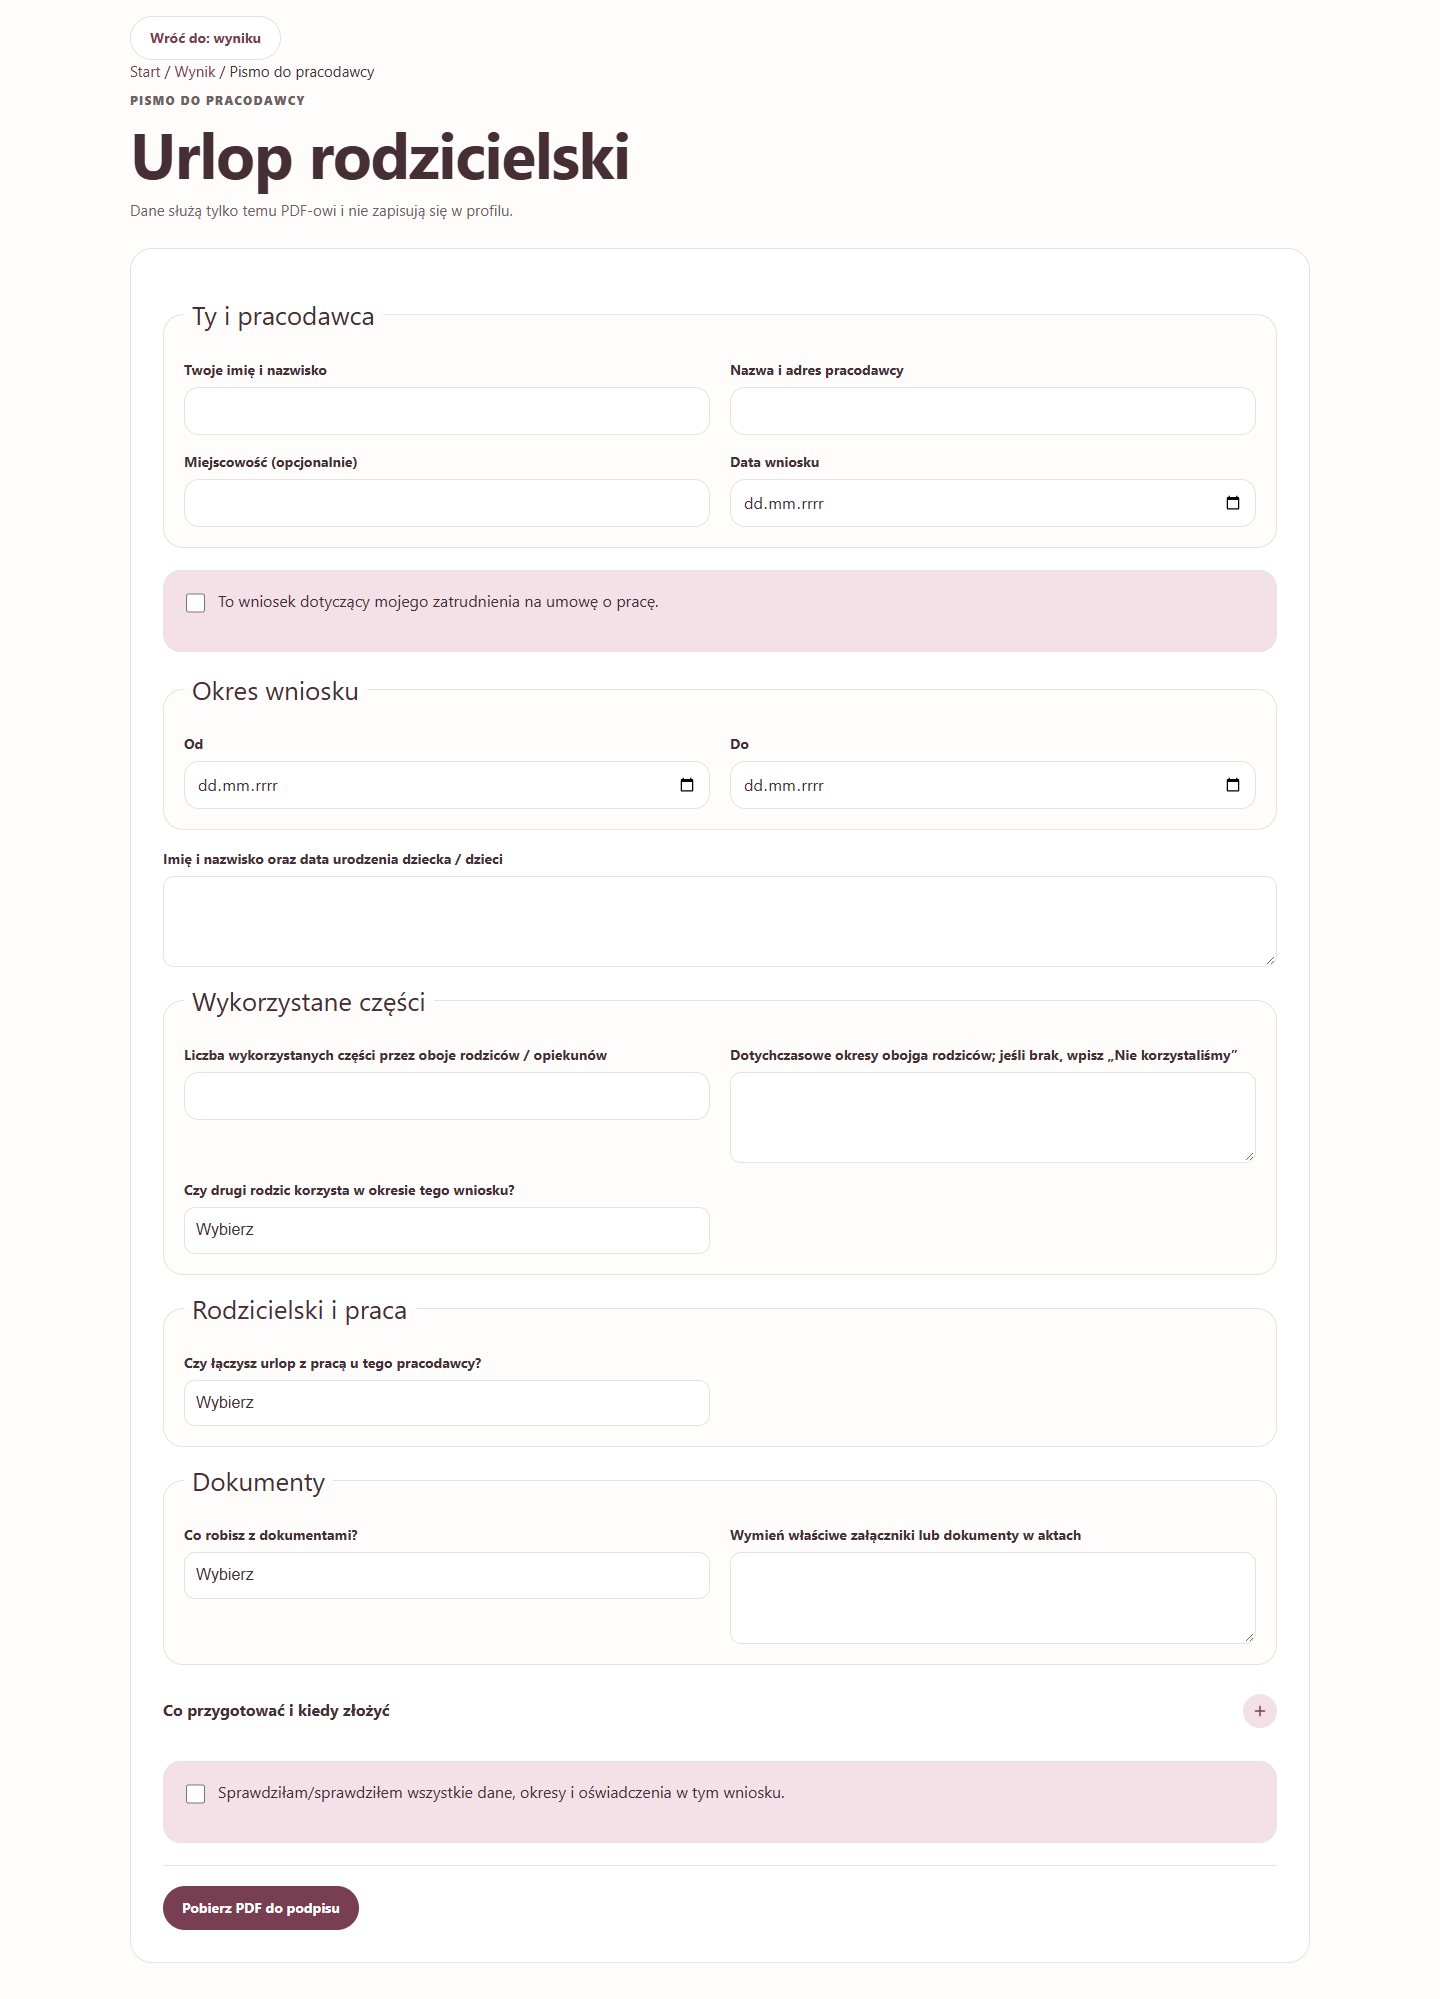 Wróć do: wyniku
Start / Wynik / Pismo do pracodawcy
PISMO DO PRACODAWCY
Urlop rodzicielski
Dane służą tylko temu PDF-owi i nie zapisują się w profilu.
Ty i pracodawca
Twoje imię i nazwisko
Nazwa i adres pracodawcy
Miejscowość (opcjonalnie)
Data wniosku
dd.mm.rrrr
To wniosek dotyczący mojego zatrudnienia na umowę o pracę.
Okres wniosku
Od
Do
dd.mm.rrrr
dd.mm.rrrr
Imię i nazwisko oraz data urodzenia dziecka / dzieci
Wykorzystane części
Liczba wykorzystanych części przez oboje rodziców / opiekunów
Dotychczasowe okresy obojga rodziców; jeśli brak, wpisz „Nie korzystaliśmy”
Czy drugi rodzic korzysta w okresie tego wniosku?
Wybierz
Rodzicielski i praca
Czy łączysz urlop z pracą u tego pracodawcy?
Wybierz
Dokumenty
Co robisz z dokumentami?
Wymień właściwe załączniki lub dokumenty w aktach
Wybierz
Co przygotować i kiedy złożyć
+
Sprawdziłam/sprawdziłem wszystkie dane, okresy i oświadczenia w tym wniosku.
Pobierz PDF do podpisu